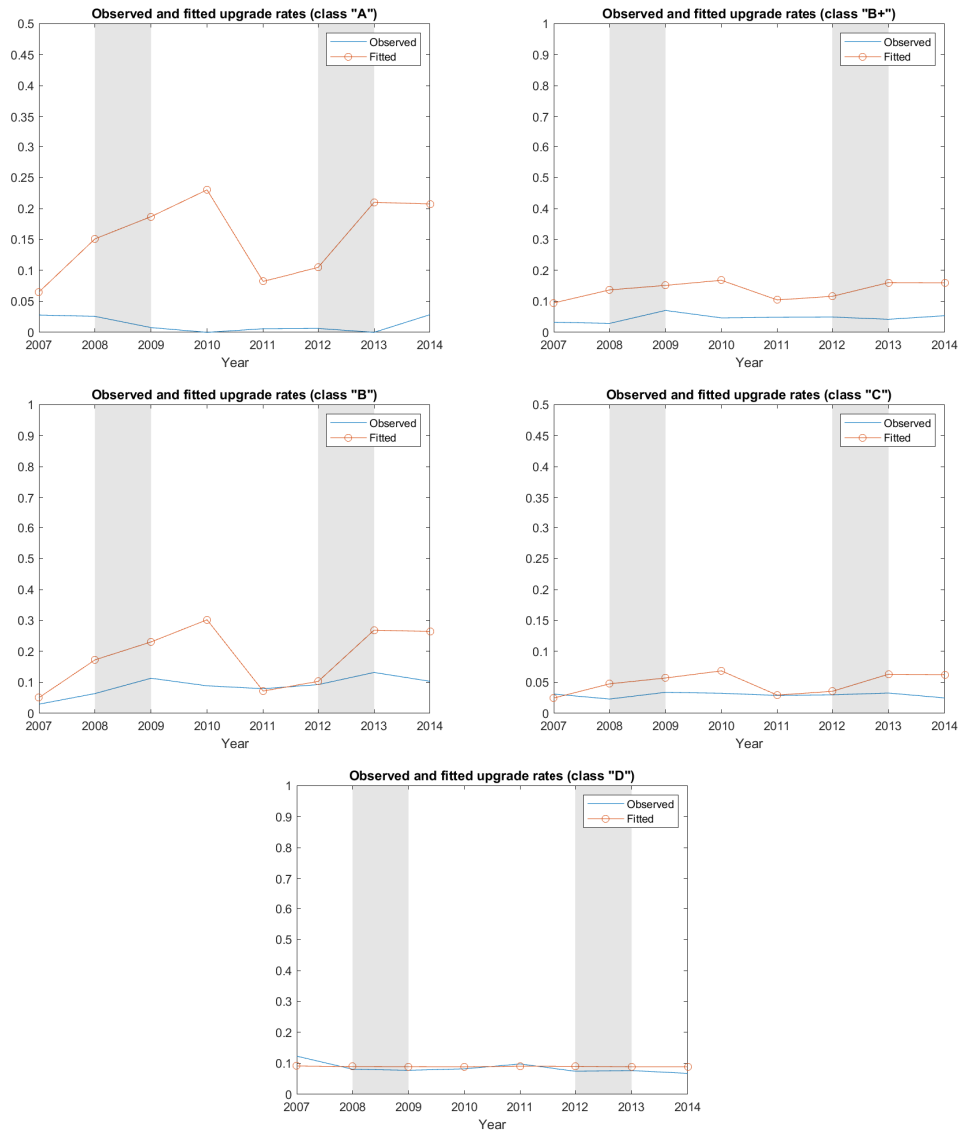 Observed and fitted upgrade rates (class "A")
0.5
0.45
0.4
0.35
0.3
0.25
0.2
0.15
0.1
0.05
0
2007 2008 2009 2010 2011 2012 2013 2014
Year
Observed
Fitted
Observed and fitted upgrade rates (class "B+")
1
0.9
0.8
0.7
0.6
0.5
0.4
0.3
0.2
0.1
0
2007 2008 2009 2010 2011 2012 2013 2014
Year
Observed
Fitted
Observed and fitted upgrade rates (class "B")
1
0.9
0.8
0.7
0.6
0.5
0.4
0.3
0.2
0.1
0
2007 2008 2009 2010 2011 2012 2013 2014
Year
Observed
Fitted
Observed and fitted upgrade rates (class "C")
0.5
0.45
0.4
0.35
0.3
0.25
0.2
0.15
0.1
0.05
0
2007 2008 2009 2010 2011 2012 2013 2014
Year
Observed
Fitted
Observed and fitted upgrade rates (class "D")
1
0.9
0.8
0.7
0.6
0.5
0.4
0.3
0.2
0.1
0
2007 2008 2009 2010 2011 2012 2013 2014
Year
Observed
Fitted